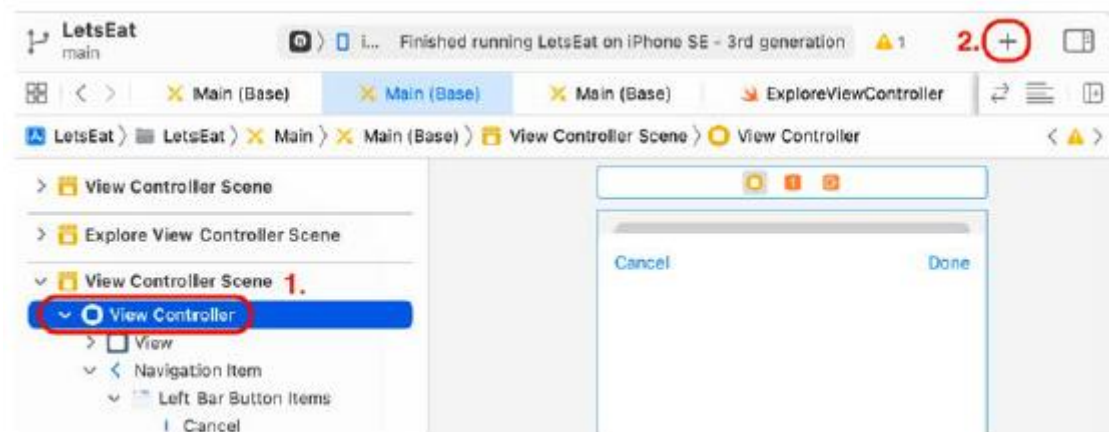 LetsEat
main
i... Finished running LetsEat on iPhone SE - 3rd generation
1
2.
Main (Base)
Main (Base)
Main (Base)
ExploreViewController
LetsEat
LetsEat
Main
Main (Base)
View Controller Scene
View Controller
View Controller Scene
Explore View Controller Scene
View Controller Scene 1.
View Controller
View
Navigation Item
Left Bar Button Items
Cancel
Cancel
Done